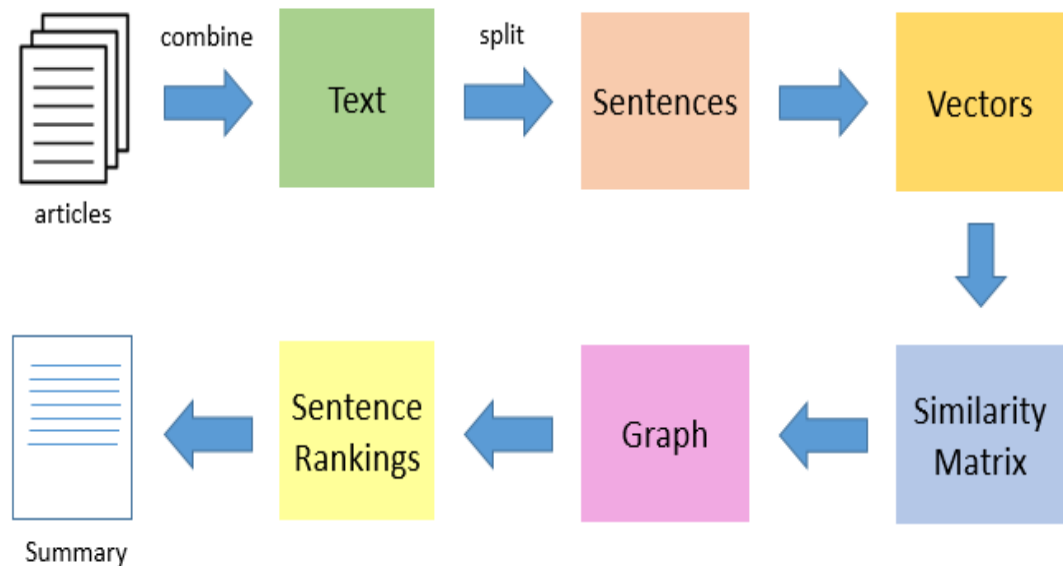 combine
split
Text
Sentences
Vectors
articles
Similarity
Matrix
Graph
Sentence
Rankings
Summary